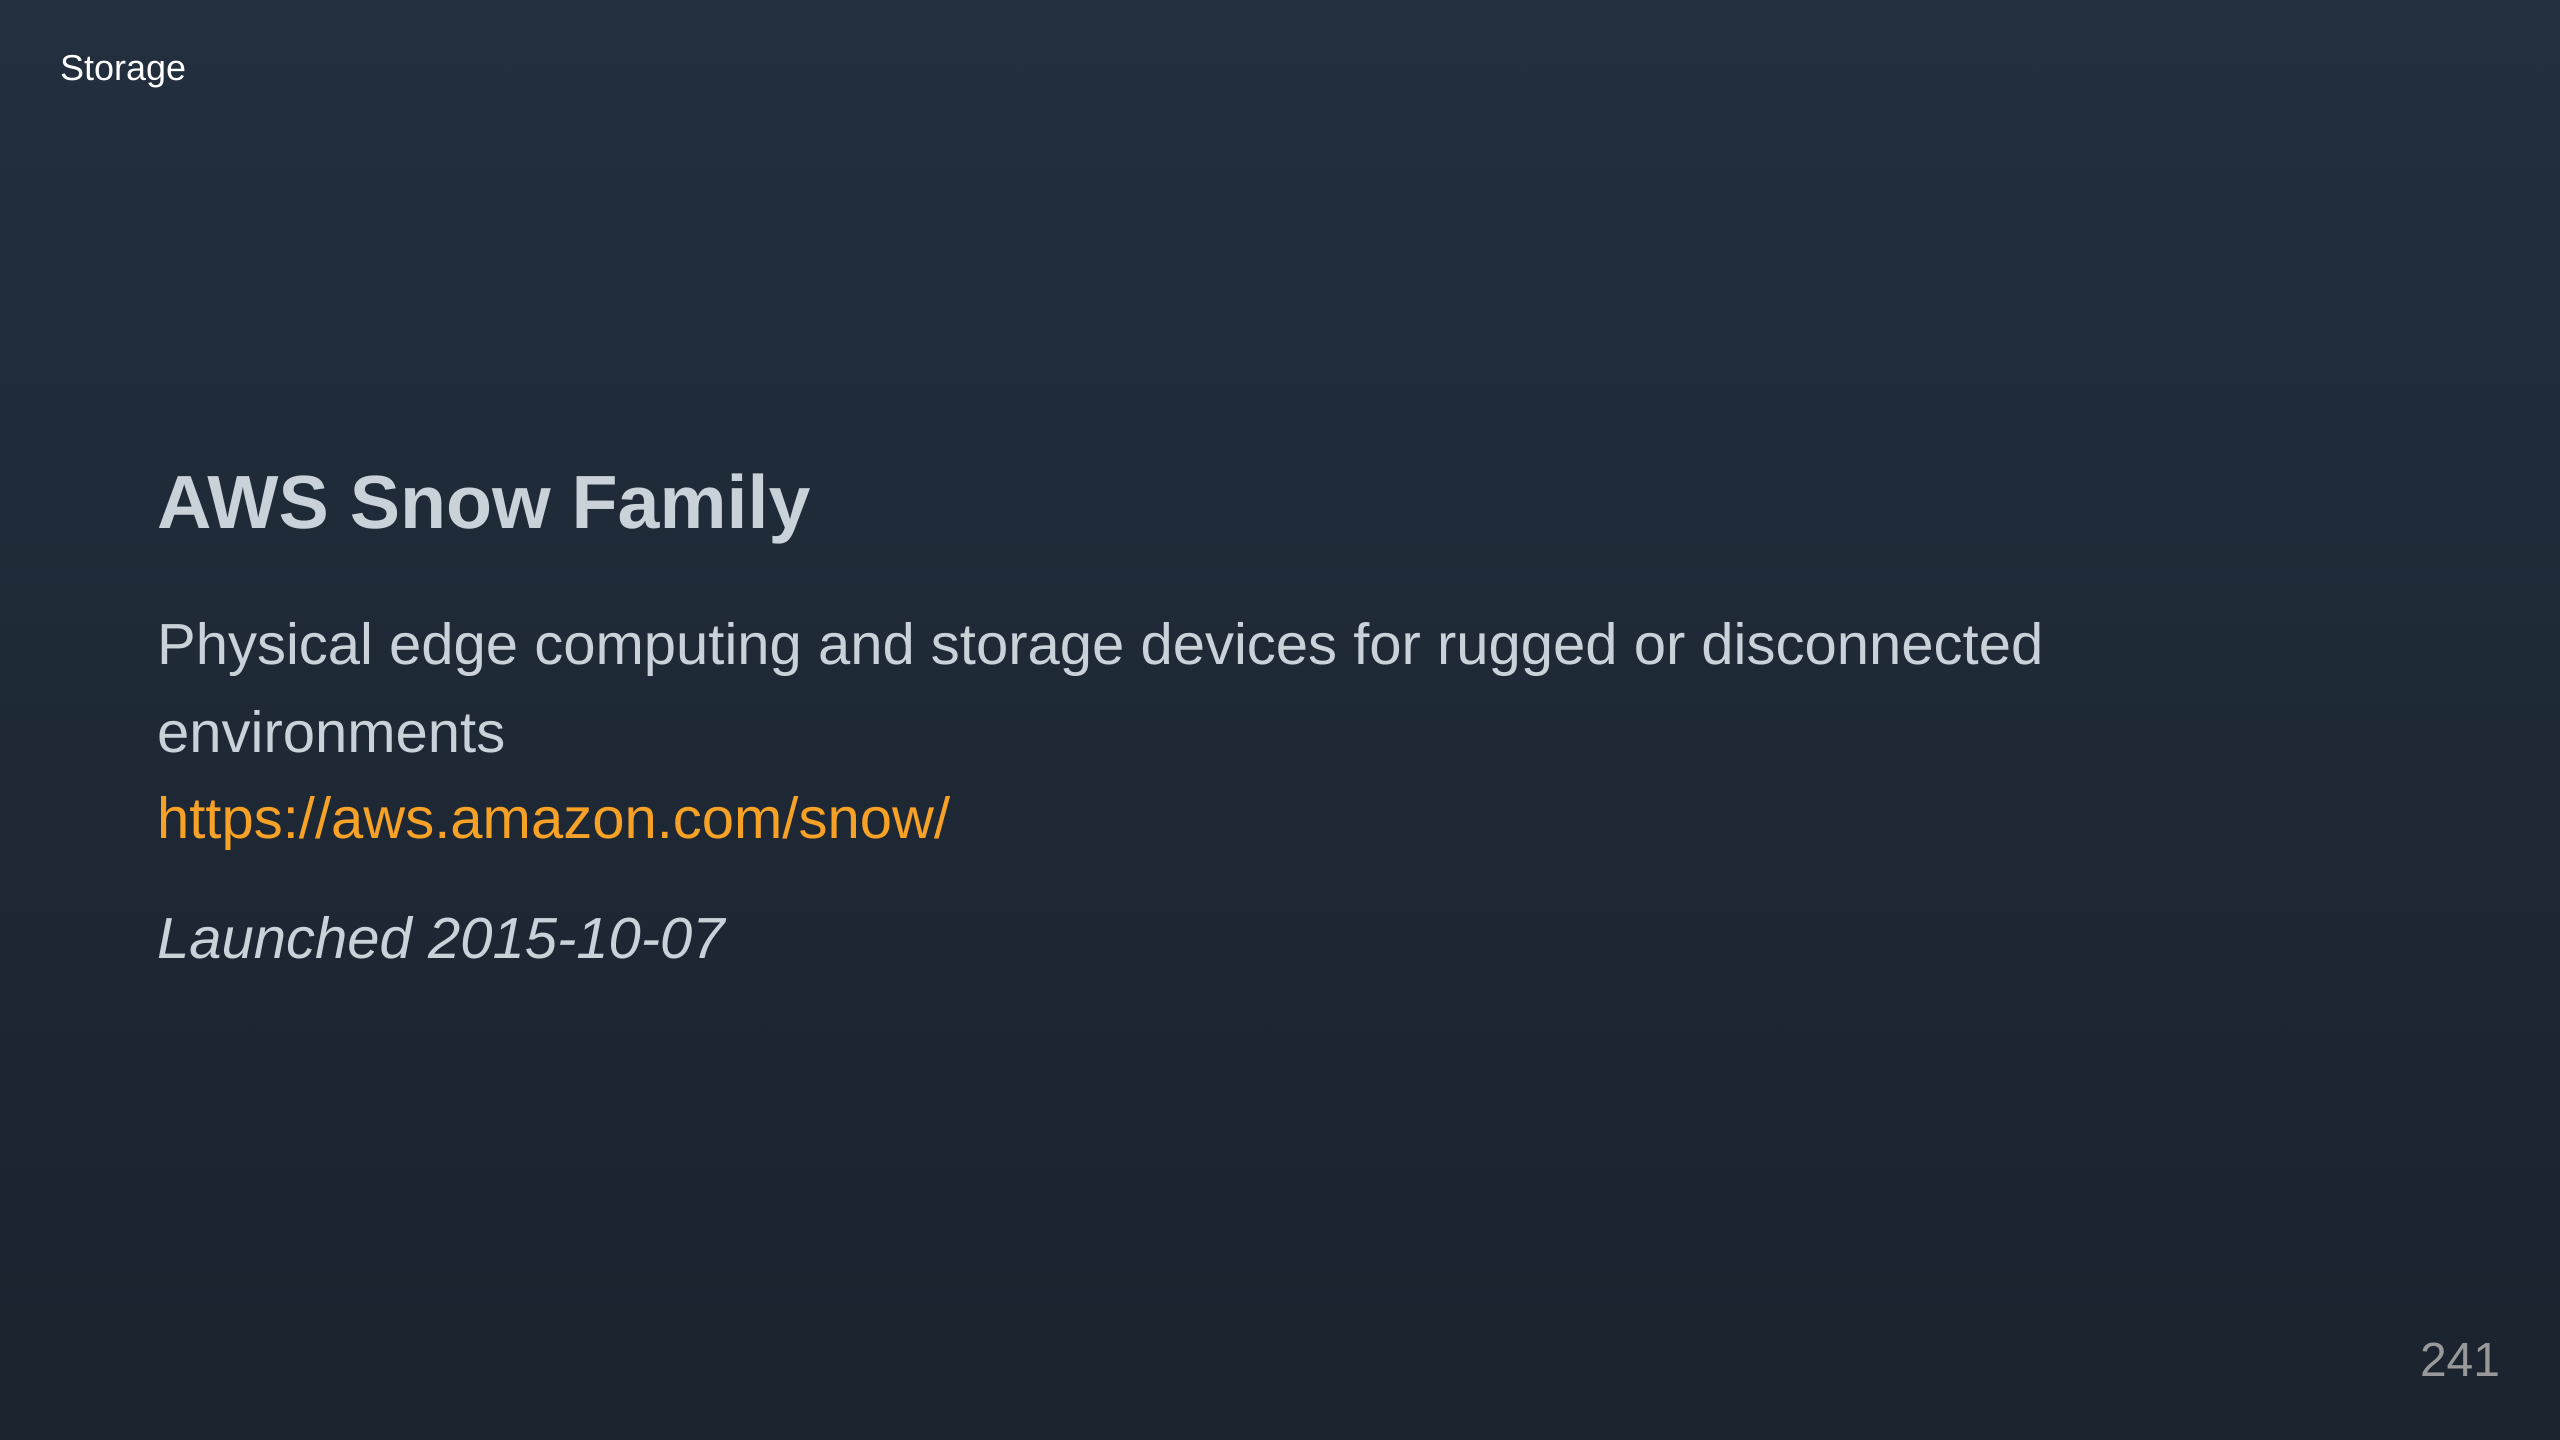 Storage
AWS Snow Family
Physical edge computing and storage devices for rugged or disconnected
environments
https://aws.amazon.com/snow/
Launched 2015-10-07
241